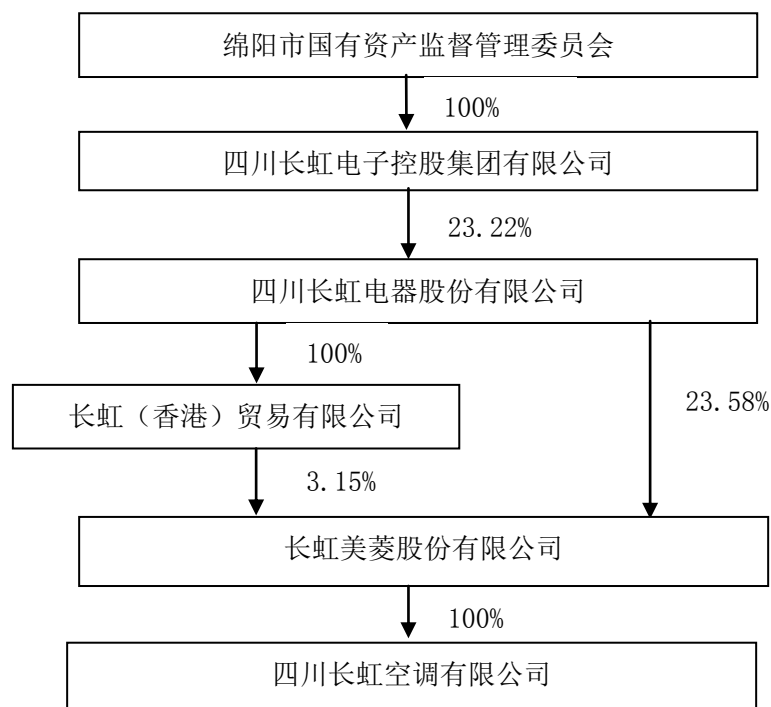 绵阳市国有资产监督管理委员会
100%
四川长虹电子控股集团有限公司
23.22%
四川长虹电器股份有限公司
100%
长虹（香港）贸易有限公司
23.58%
3.15%
长虹美菱股份有限公司
100%
四川长虹空调有限公司